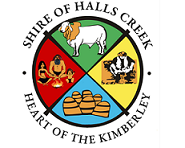 SHIRE OF HALLS CREEK
HEART OF THE KIMBERLEY